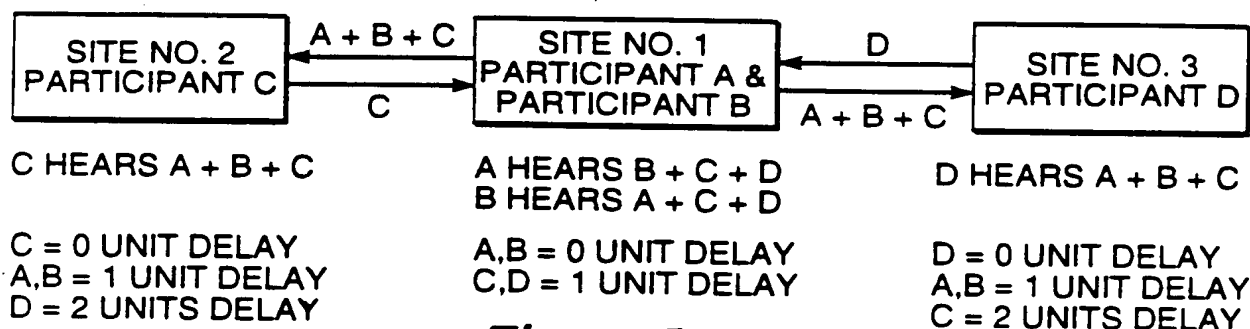 SITE NO. 2
PARTICIPANT C
A + B + C
C
SITE NO. 1
PARTICIPANT A &
PARTICIPANT B
D
A + B + C
SITE NO. 3
PARTICIPANT D
C HEARS A + B + C
A HEARS B + C + D
B HEARS A + C + D
D HEARS A + B + C
C = 0 UNIT DELAY
A,B = 1 UNIT DELAY
D = 2 UNITS DELAY
A,B = 0 UNIT DELAY
C,D = 1 UNIT DELAY
D = 0 UNIT DELAY
A,B = 1 UNIT DELAY
C = 2 UNITS DELAY